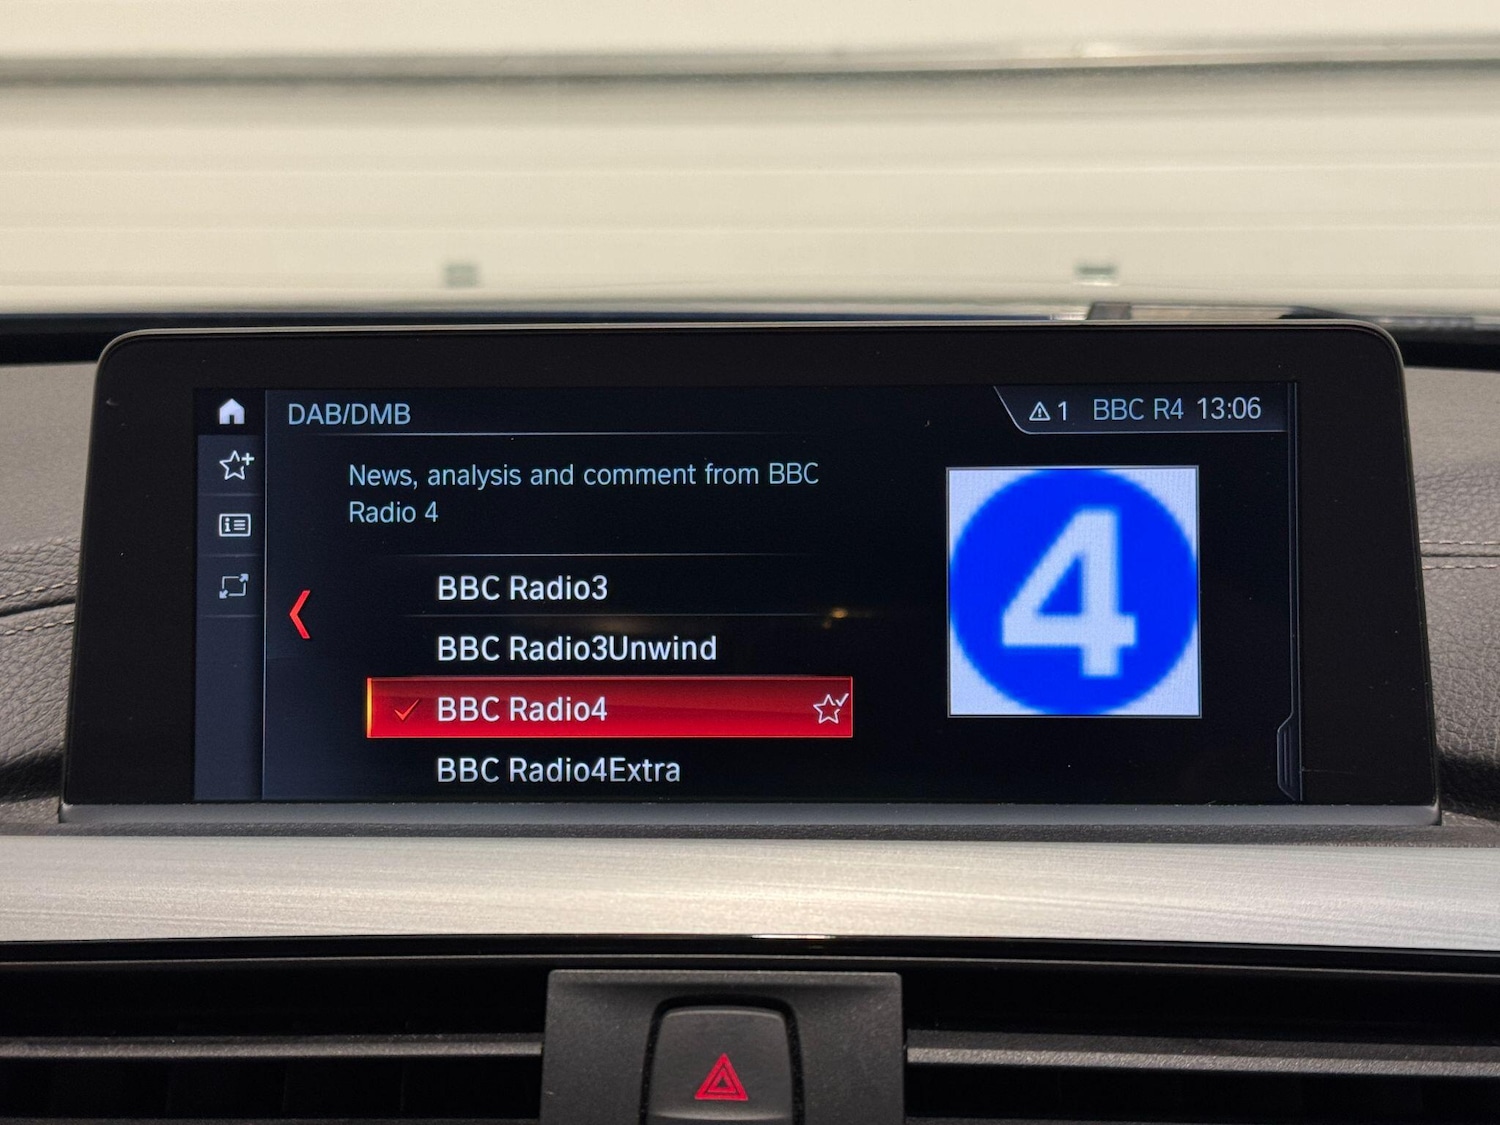 DAB/DMB
1 BBC R4 13:06
News, analysis and comment from BBC
Radio 4
BBC Radio3
BBC Radio3Unwind
BBC Radio4
BBC Radio4Extra
4